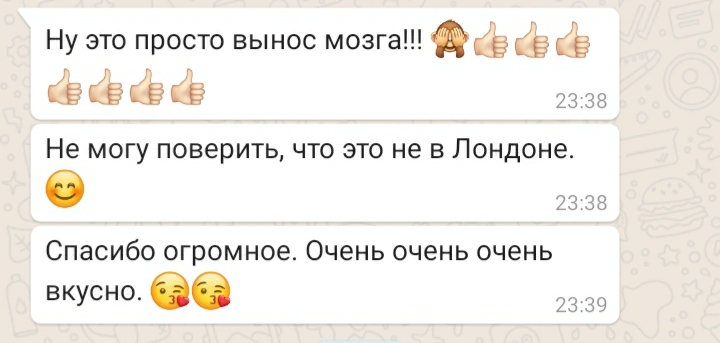 Ну это просто вынос мозга!!! 🙈👍🏻👍🏻👍🏻
👍🏻👍🏻👍🏻👍🏻
23:38
Не могу поверить, что это не в Лондоне.
😊
23:38
Спасибо огромное. Очень очень очень
вкусно. 😘😘
23:39